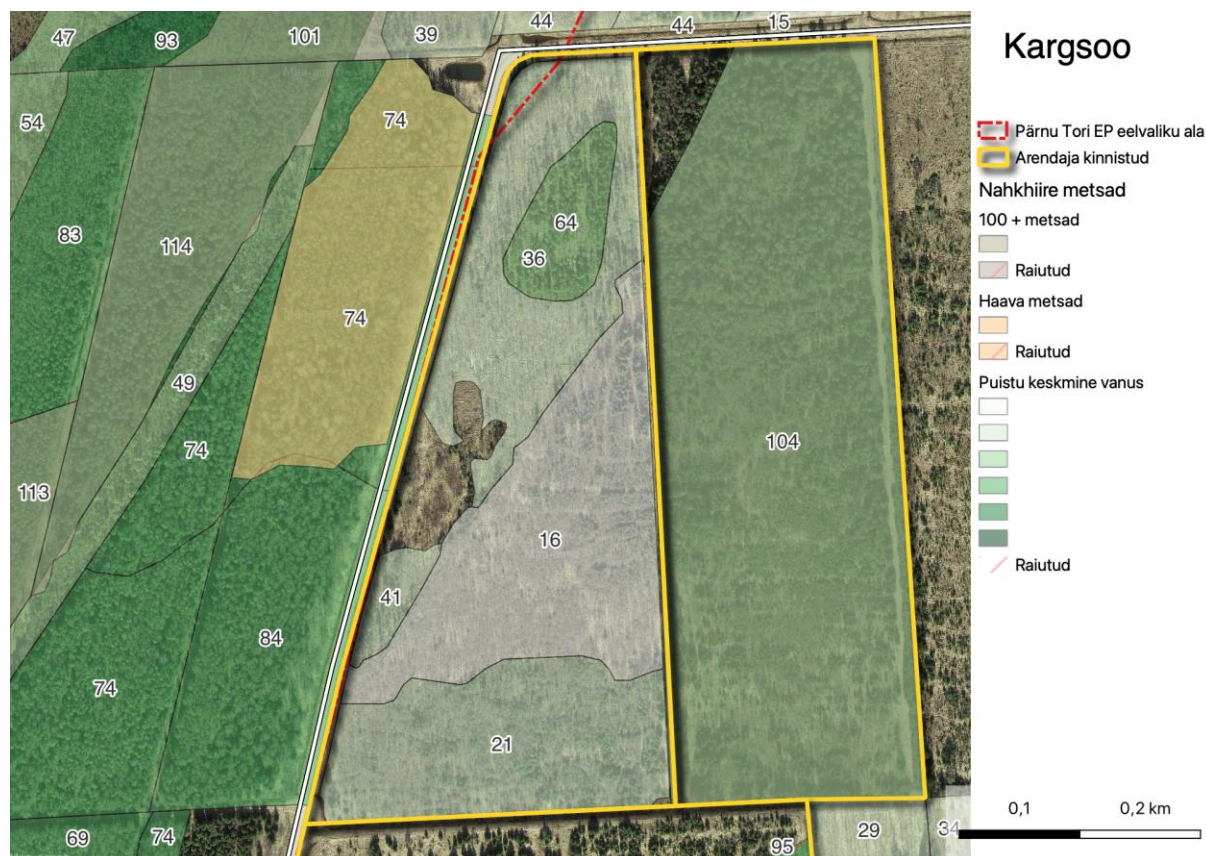 47
93
101
39
44
44
15
Kargsoo
54
74
Pärnu Tori EP eelvaliku ala
Arendaja kinnistud
Nahkhiire metsad
100 + metsad
Raiutud
Haava metsad
Raiutud
Puistu keskmine vanus
Raiutud
83
114
64
36
74
49
74
104
113
16
41
84
74
21
69
74
95
29
34
0,1
0,2 km